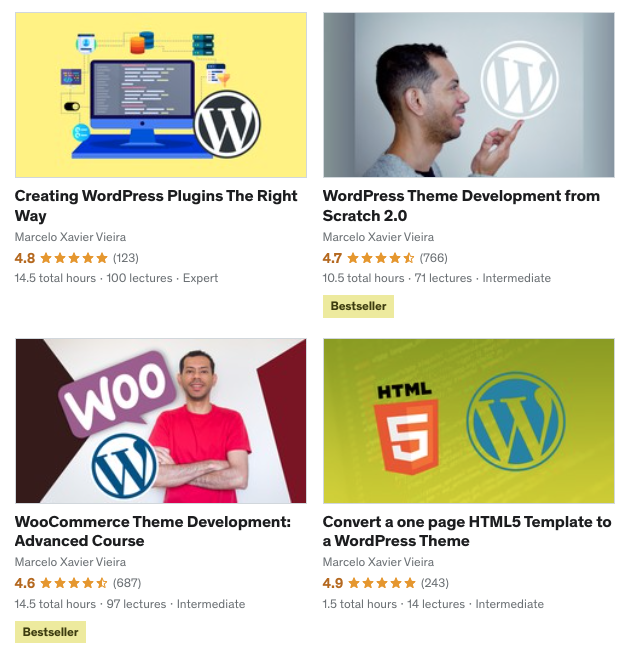 Creating WordPress Plugins The Right
Way
Marcelo Xavier Vieira
4.8 (123)
14.5 total hours · 100 lectures · Expert
WordPress Theme Development from
Scratch 2.0
Marcelo Xavier Vieira
4.7 (766)
10.5 total hours · 71 lectures · Intermediate
Bestseller
WOO
WooCommerce Theme Development:
Advanced Course
Marcelo Xavier Vieira
4.6 (687)
14.5 total hours · 97 lectures · Intermediate
Bestseller
HTML
5
Convert a one page HTML5 Template to
a WordPress Theme
Marcelo Xavier Vieira
4.9 (243)
1.5 total hours · 14 lectures · Intermediate